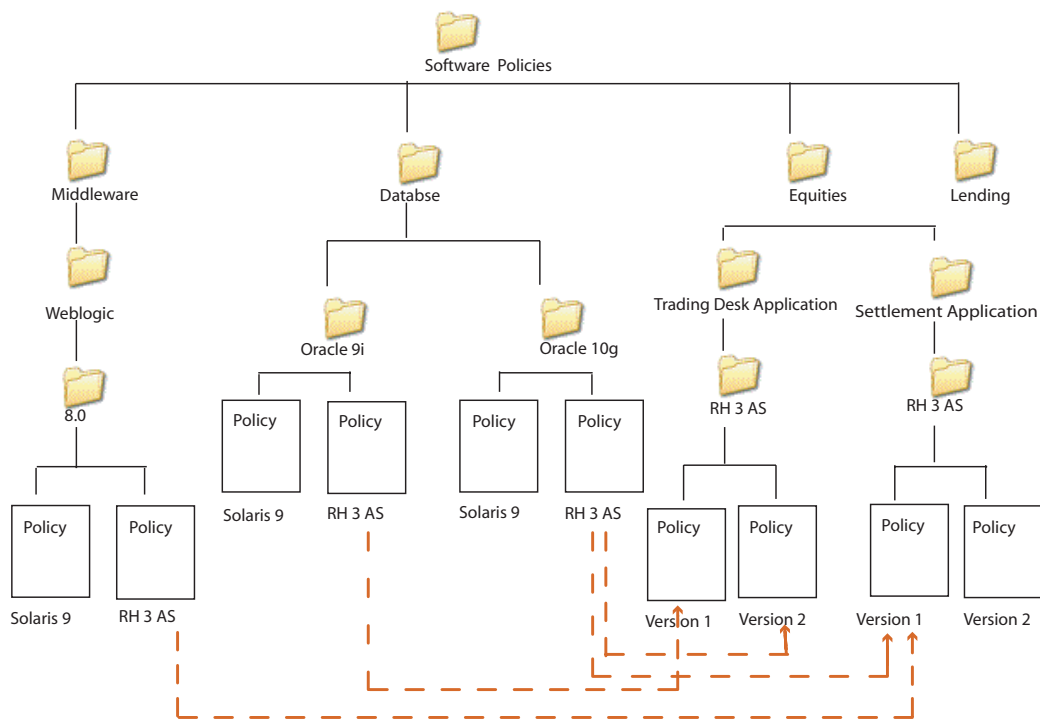 Software Policies
Middleware
Databse
Equities
Lending
Weblogic
Trading Desk Application
Settlement Application
Oracle 9i
Oracle 10g
8.0
RH 3 AS
RH 3 AS
Policy
Policy
Policy
Policy
Solaris 9
RH 3 AS
Solaris 9
RH 3 AS
Policy
Policy
Policy
Policy
Policy
Policy
Solaris 9
RH 3 AS
Version 1
Version 2
Version 1
Version 2